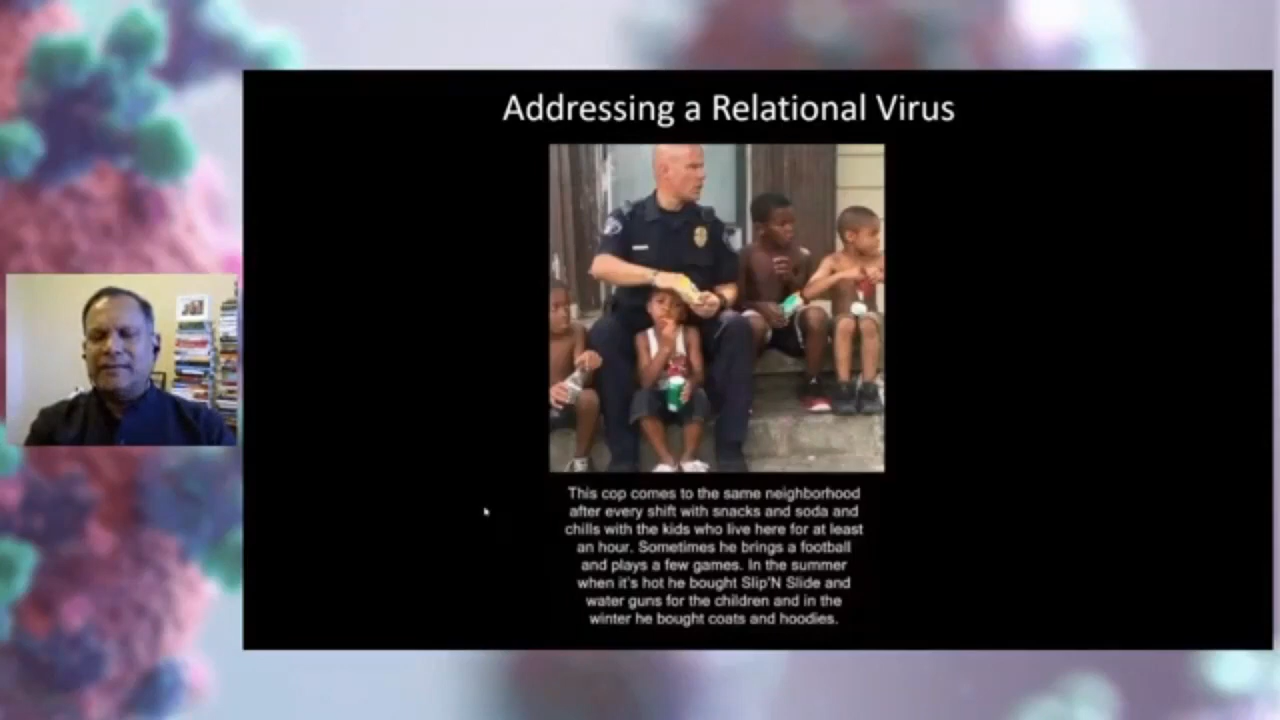 Addressing a Relational Virus
This cop comes to the same neighborhood
after every shift with snacks and soda and
chills with the kids who live here for at least
an hour. Sometimes he brings a football
and plays a few games. In the summer
when it's hot he bought Slip'N Slide and
water guns for the children and in the
winter he bought coats and hoodies.